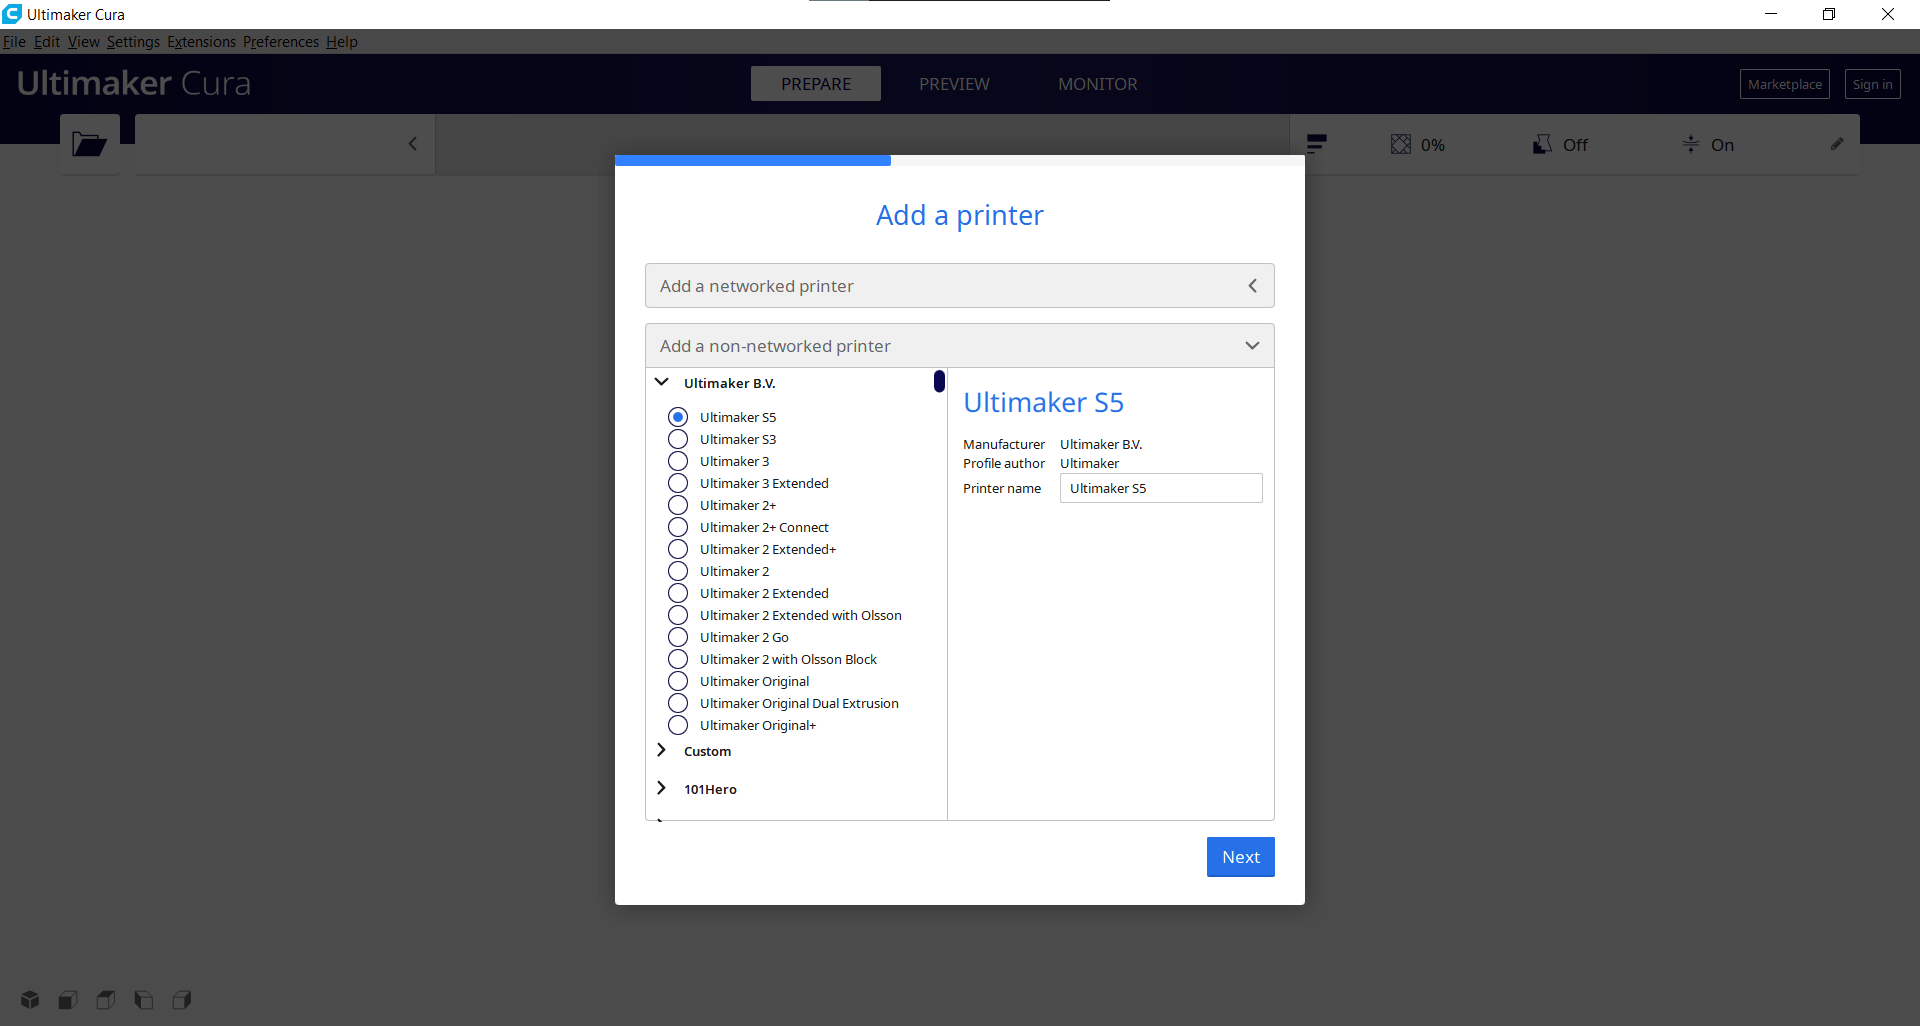 Ultimaker Cura
File Edit View Settings Extensions Preferences Help
Ultimaker Cura
PREPARE
PREVIEW
MONITOR
Marketplace
Sign in
0%
Off
On
Add a printer
Add a networked printer
Add a non-networked printer
Ultimaker B.V.
Ultimaker S5
Ultimaker S3
Ultimaker 3
Ultimaker 3 Extended
Ultimaker 2+
Ultimaker 2+ Connect
Ultimaker 2 Extended+
Ultimaker 2
Ultimaker 2 Extended
Ultimaker 2 Extended with Olsson
Ultimaker 2 Go
Ultimaker 2 with Olsson Block
Ultimaker Original
Ultimaker Original Dual Extrusion
Ultimaker Original+
Custom
101Hero
Ultimaker S5
Manufacturer Ultimaker B.V.
Profile author Ultimaker
Printer name Ultimaker S5
Next